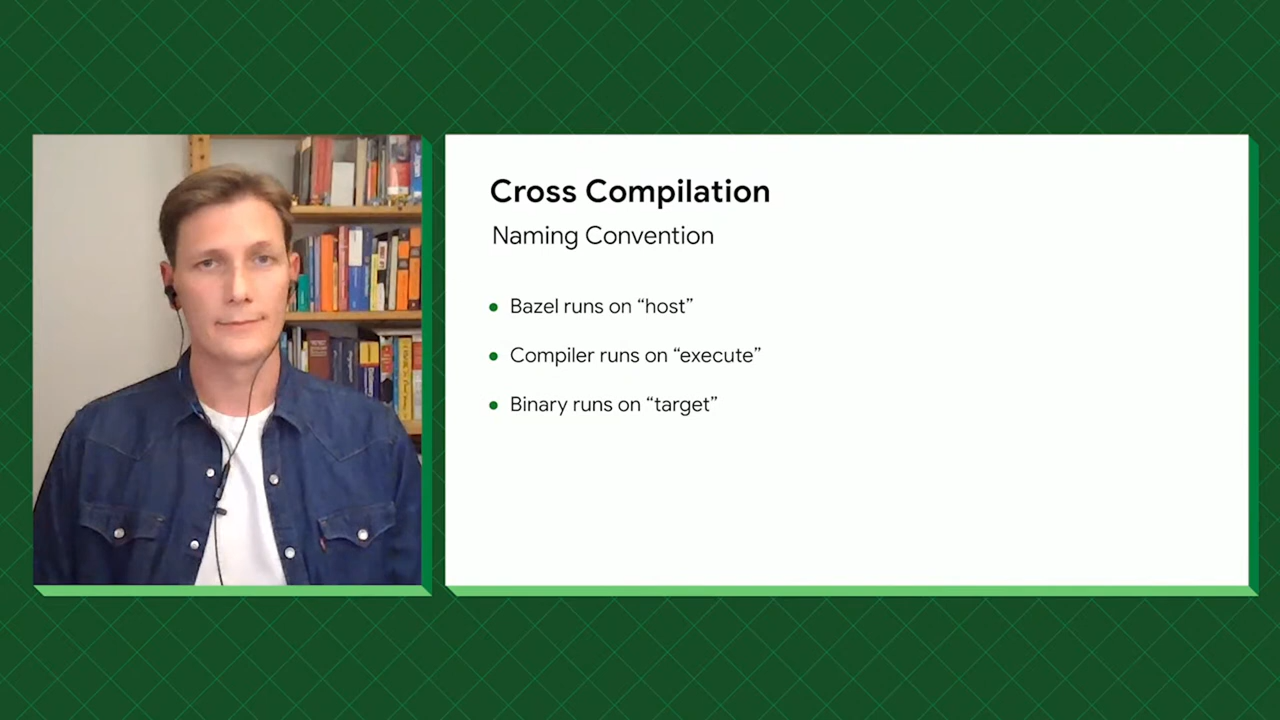 Cross Compilation
Naming Convention
Bazel runs on “host”
Compiler runs on “execute”
Binary runs on “target”